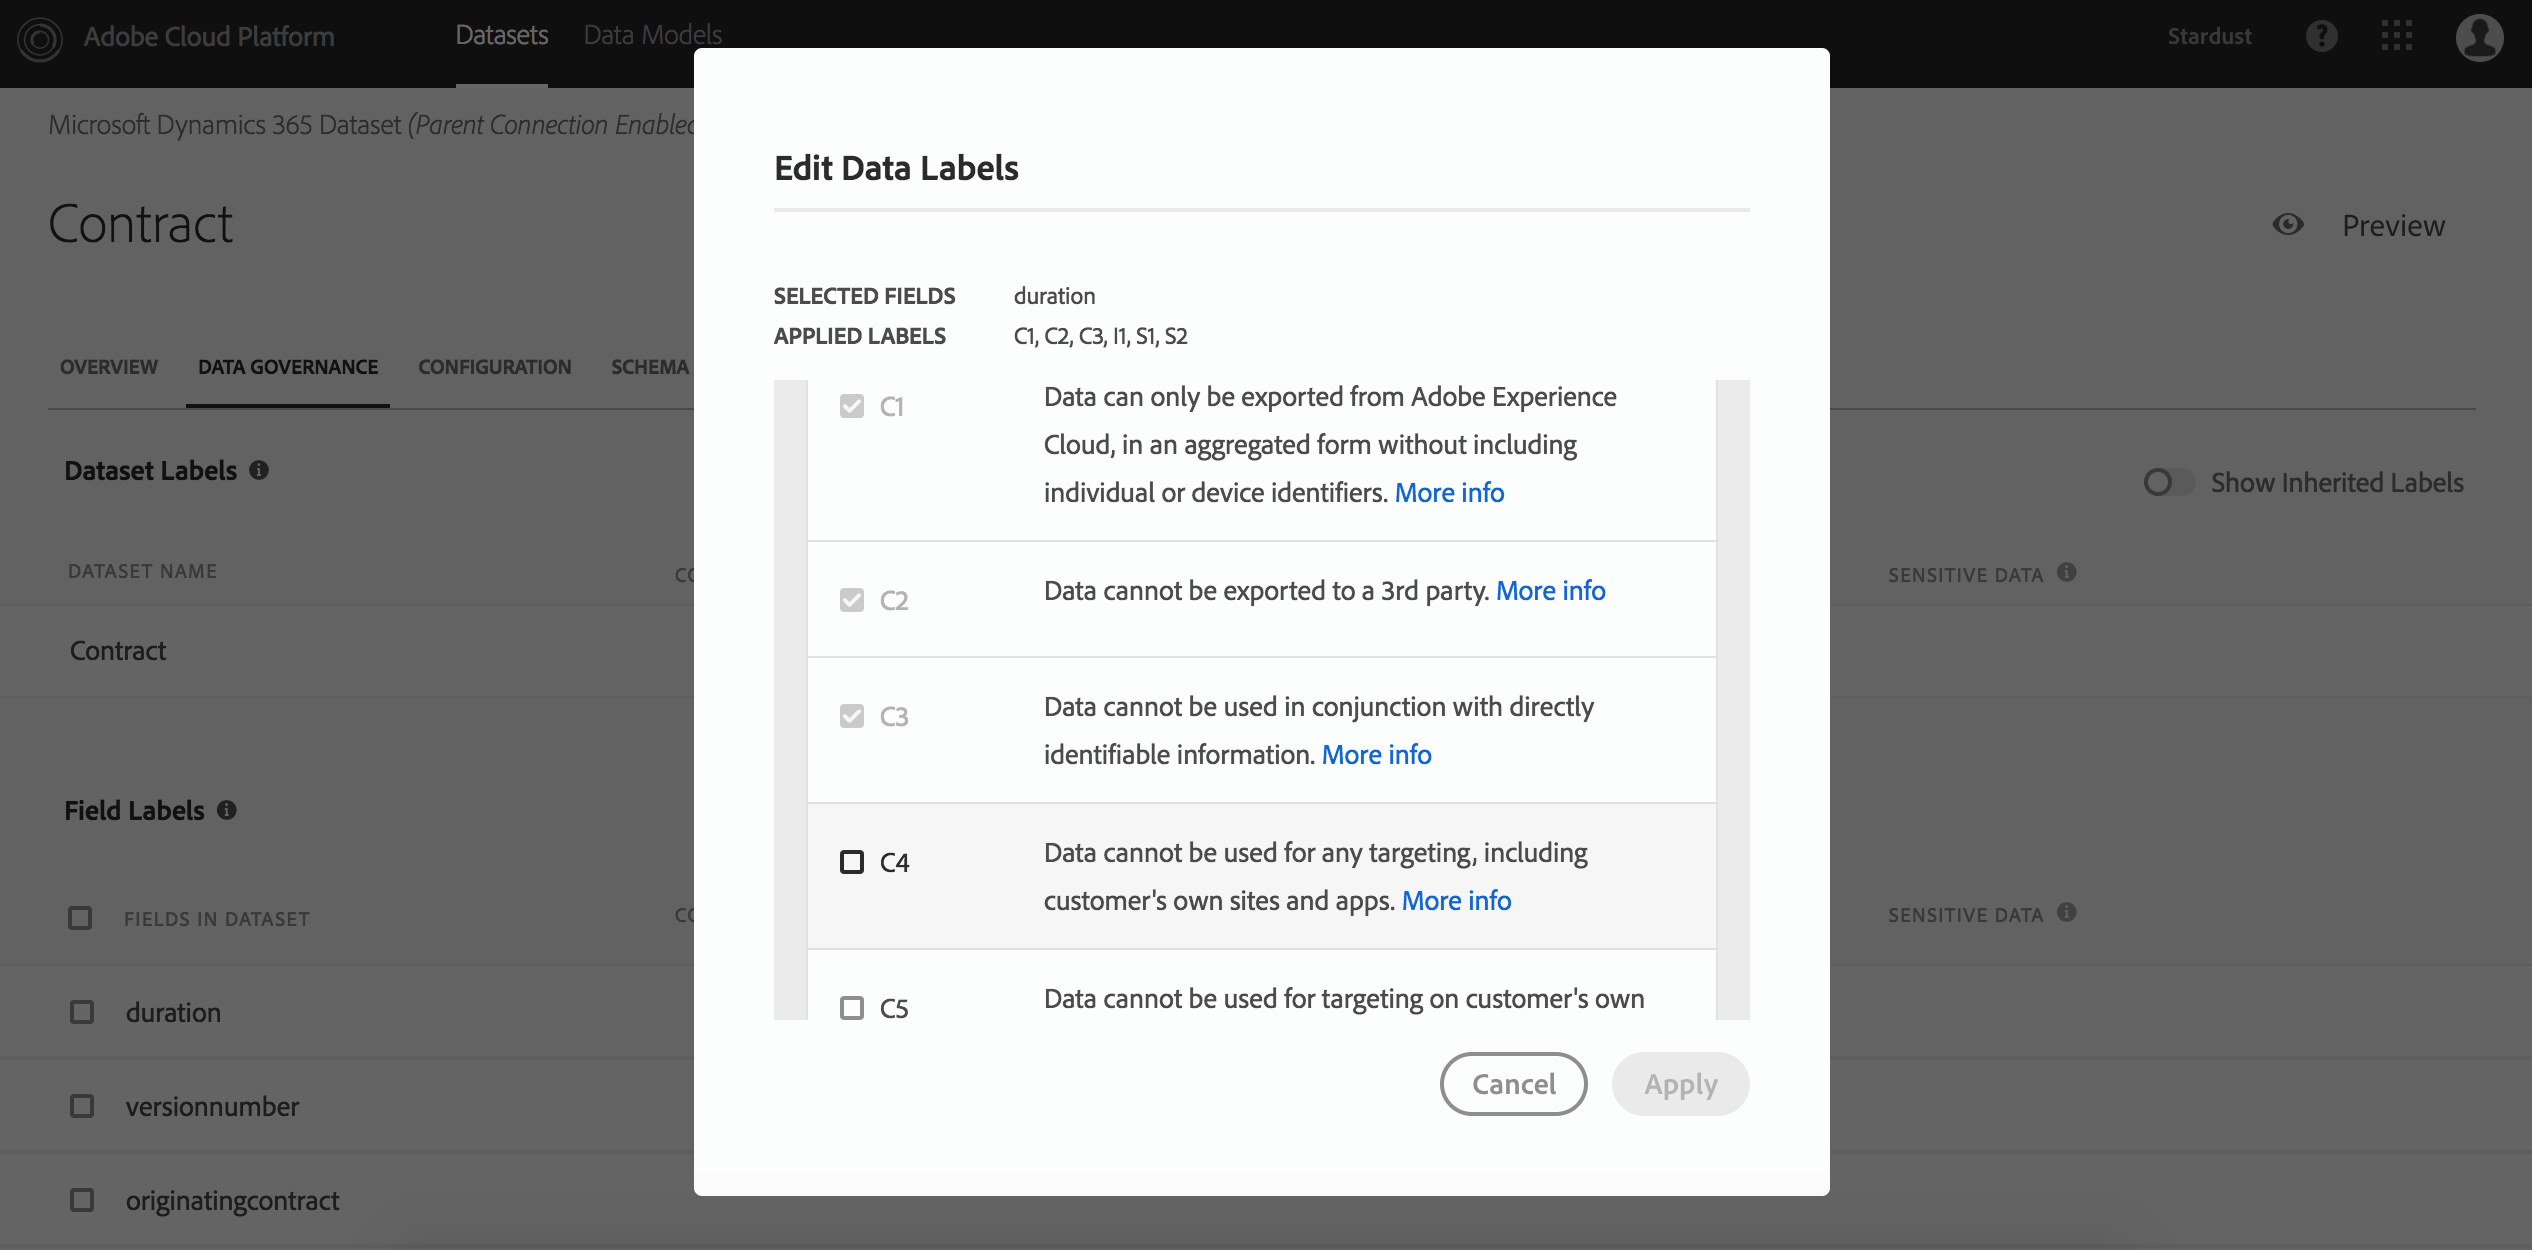 Adobe Cloud Platform
Datasets
Data Models
Stardust
Microsoft Dynamics 365 Dataset (Parent Connection Enabled
Contract
Preview
OVERVIEW
DATA GOVERNANCE
CONFIGURATION
SCHEMA
Dataset Labels
Show Inherited Labels
DATASET NAME
SENSITIVE DATA
Contract
Field Labels
FIELDS IN DATASET
SENSITIVE DATA
duration
versionnumber
originatingcontract
Edit Data Labels
SELECTED FIELDS duration
APPLIED LABELS C1, C2, C3, I1, S1, S2
C1
Data can only be exported from Adobe Experience
Cloud, in an aggregated form without including
individual or device identifiers. More info
C2
Data cannot be exported to a 3rd party. More info
C3
Data cannot be used in conjunction with directly
identifiable information. More info
C4
Data cannot be used for any targeting, including
customer's own sites and apps. More info
C5
Data cannot be used for targeting on customer's own
Cancel
Apply